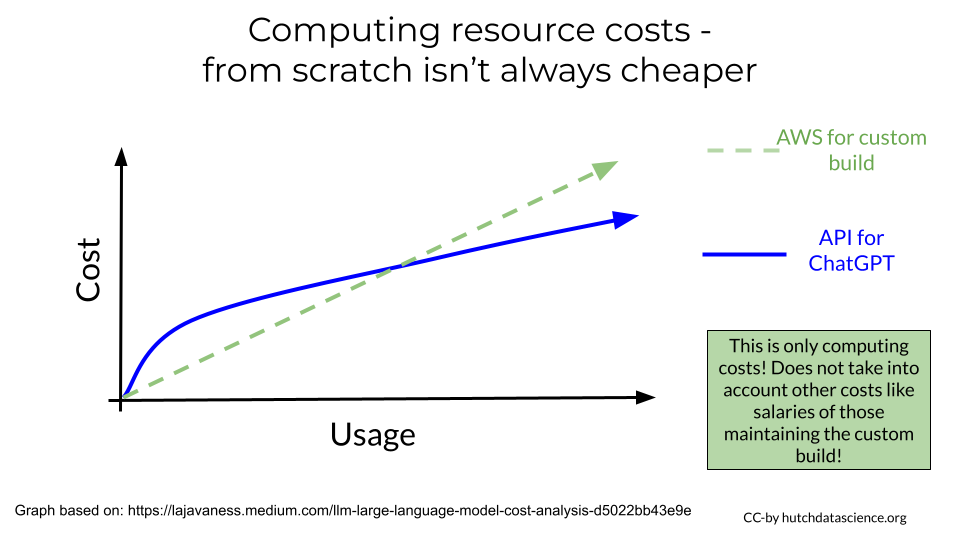 Computing resource costs -
from scratch isn't always cheaper
AWS for custom
build
API for
ChatGPT
Cost
Usage
This is only computing
costs! Does not take into
account other costs like
salaries of those
maintaining the custom
build!
Graph based on: https://lajavaness.medium.com/llm-large-language-model-cost-analysis-d5022bb43e9e
CC-by hutchdatascience.org